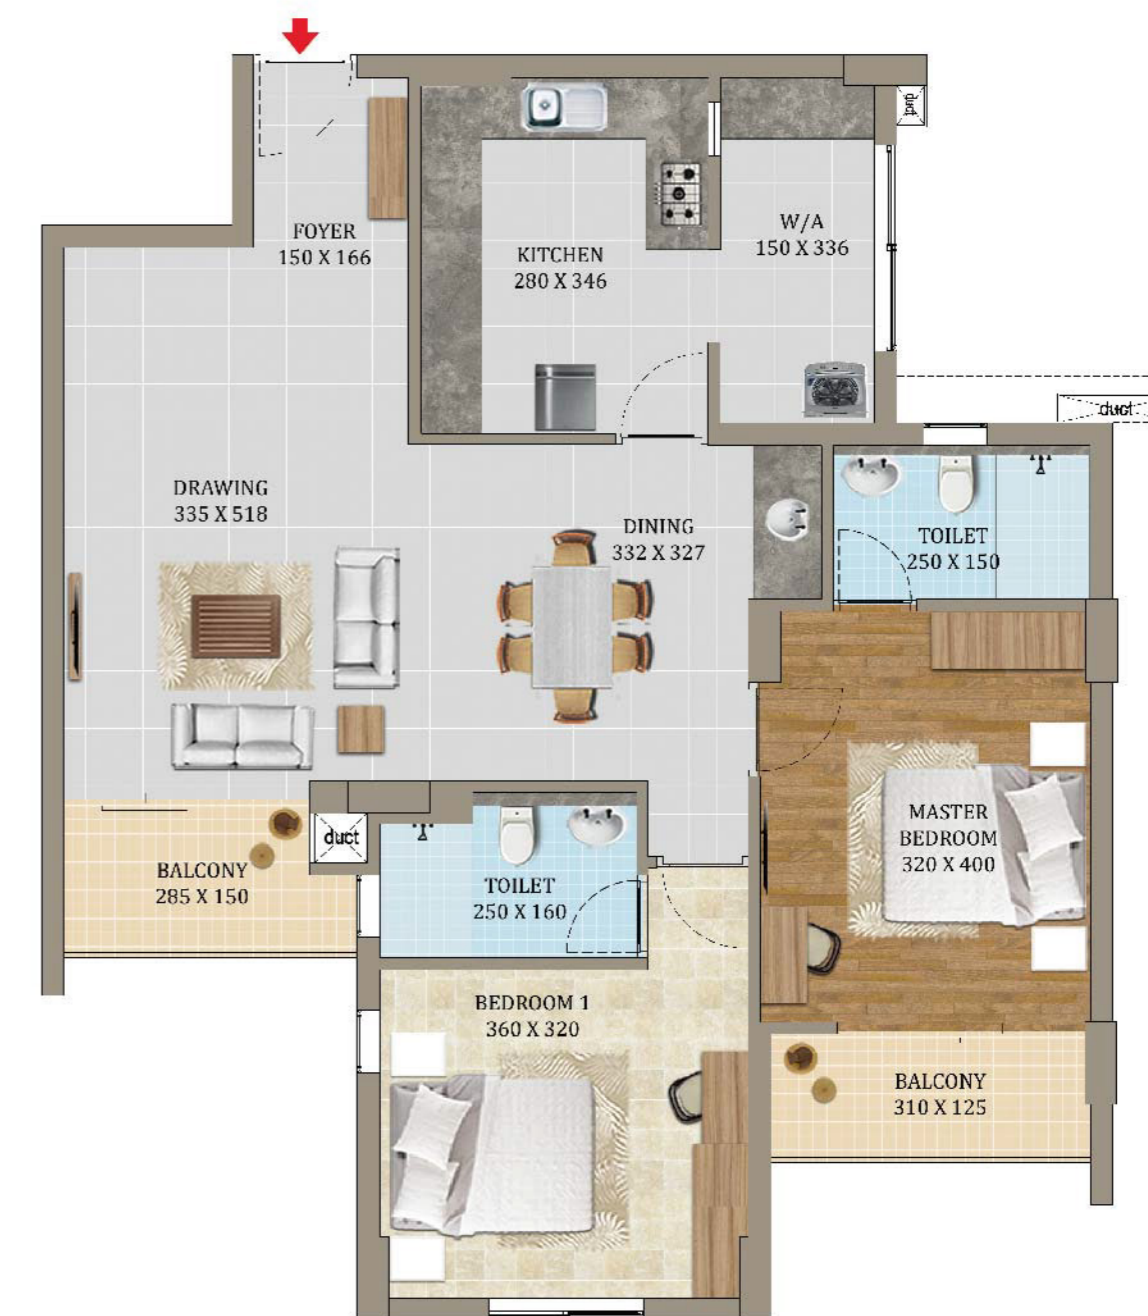 duct
FOYER
150 X 166
KITCHEN
280 X 346
W/A
150 X 336
duct
DRAWING
335 X 518
DINING
332 X 327
TOILET
250 X 150
MASTER
BEDROOM
320 X 400
duct
BALCONY
285 X 150
TOILET
250 X 160
BEDROOM 1
360 X 320
BALCONY
310 X 125